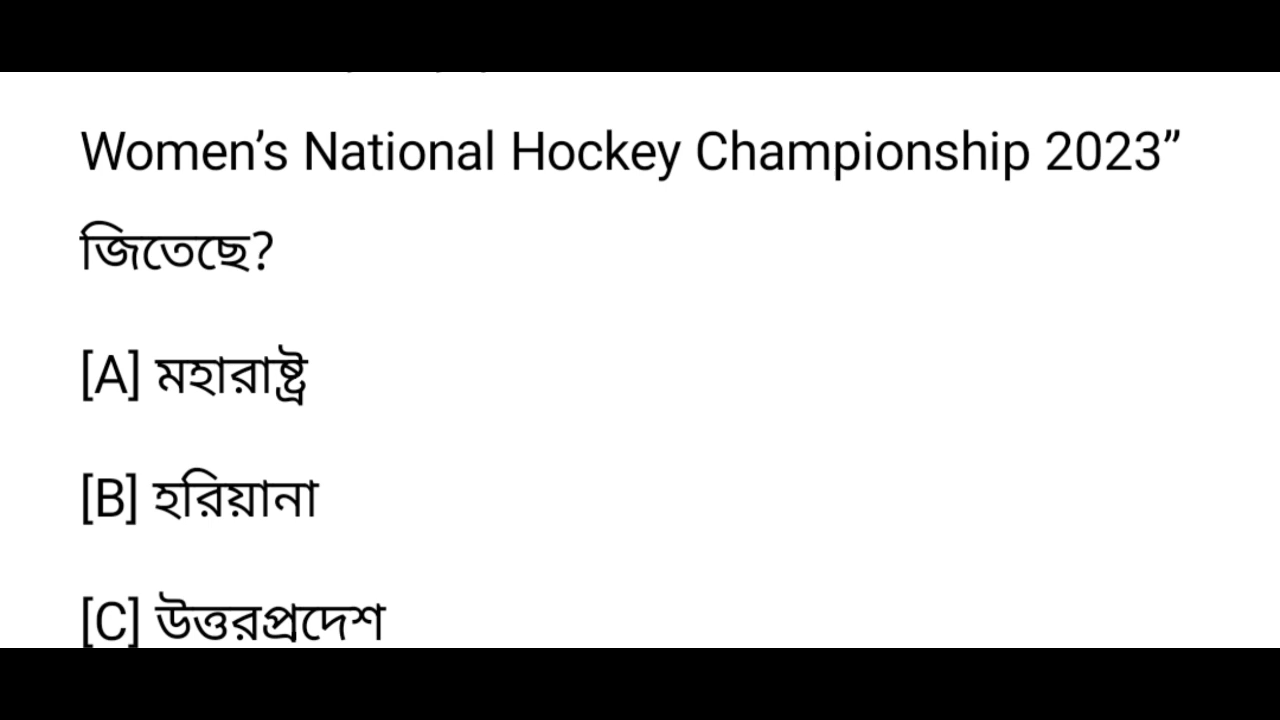 Women’s National Hockey Championship 2023”
জিতেছে?
[A] মহারাষ্ট্র
[B] হরিয়ানা
[C] উত্তরপ্রদেশ